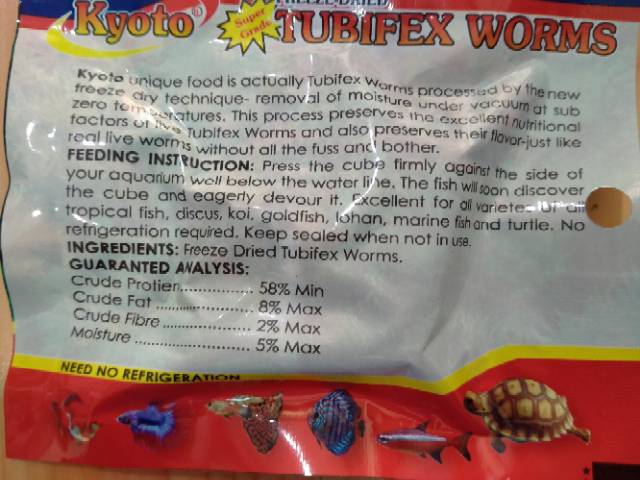 FREEZE-DRIED
Kyoto®
Super
Grade
TUBIFEX WORMS
Kyoto unique food is actually Tubifex Worms processed by the new
freeze dry technique- removal of moisture under vacuum at sub
zero temperatures. This process preserves the excellent nutritional
factors of live Tubifex Worms and also preserves their flavor-just like
real live worms without all the fuss and bother.
FEEDING INSTRUCTION: Press the cube firmly against the side of
your aquarium well below the water line. The fish will soon discover
the cube and eagerly devour it. Excellent for all varietes of all
tropical fish, discus, koi, goldfish, lohan, marine fish and turtle. No
refrigeration required. Keep sealed when not in use.
INGREDIENTS: Freeze Dried Tubifex Worms.
GUARANTED ANALYSIS:
Crude Protien................ 58% Min
Crude Fat ..................... 8% Max
Crude Fibre ................... 2% Max
Moisture ......................... 5% Max
NEED NO REFRIGERATION